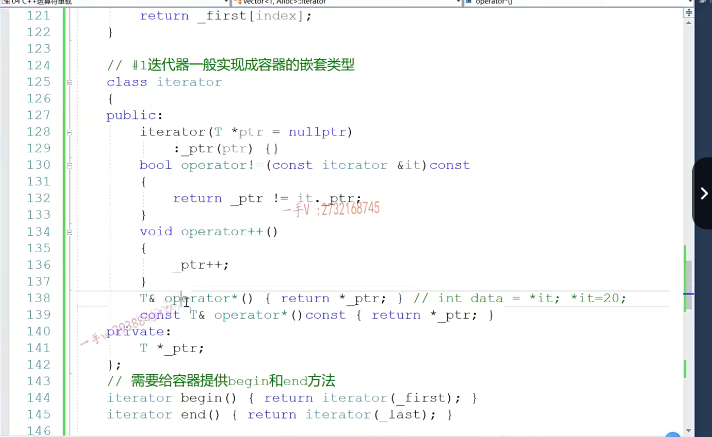 04 C++运算符重载 vector<T, Alloc>::iterator operator*()
121 return _first[index];
122 }
123
124 // #1迭代器一般实现成容器的嵌套类型
125 class iterator
126 {
127 public:
128 iterator(T *ptr = nullptr)
129 :_ptr(ptr) {}
130 bool operator!=(const iterator &it)const
131 {
132 return _ptr != it._ptr;
一手V :2732168745
133 }
134 void operator++()
135 {
136 _ptr++;
137 }
138 T& operator*() { return *_ptr; } // int data = *it; *it=20;
139 const T& operator*()const { return *_ptr; }
140 private:
141 T *_ptr;
142 };
143 // 需要给容器提供begin和end方法
144 iterator begin() { return iterator(_first); }
145 iterator end() { return iterator(_last); }
146